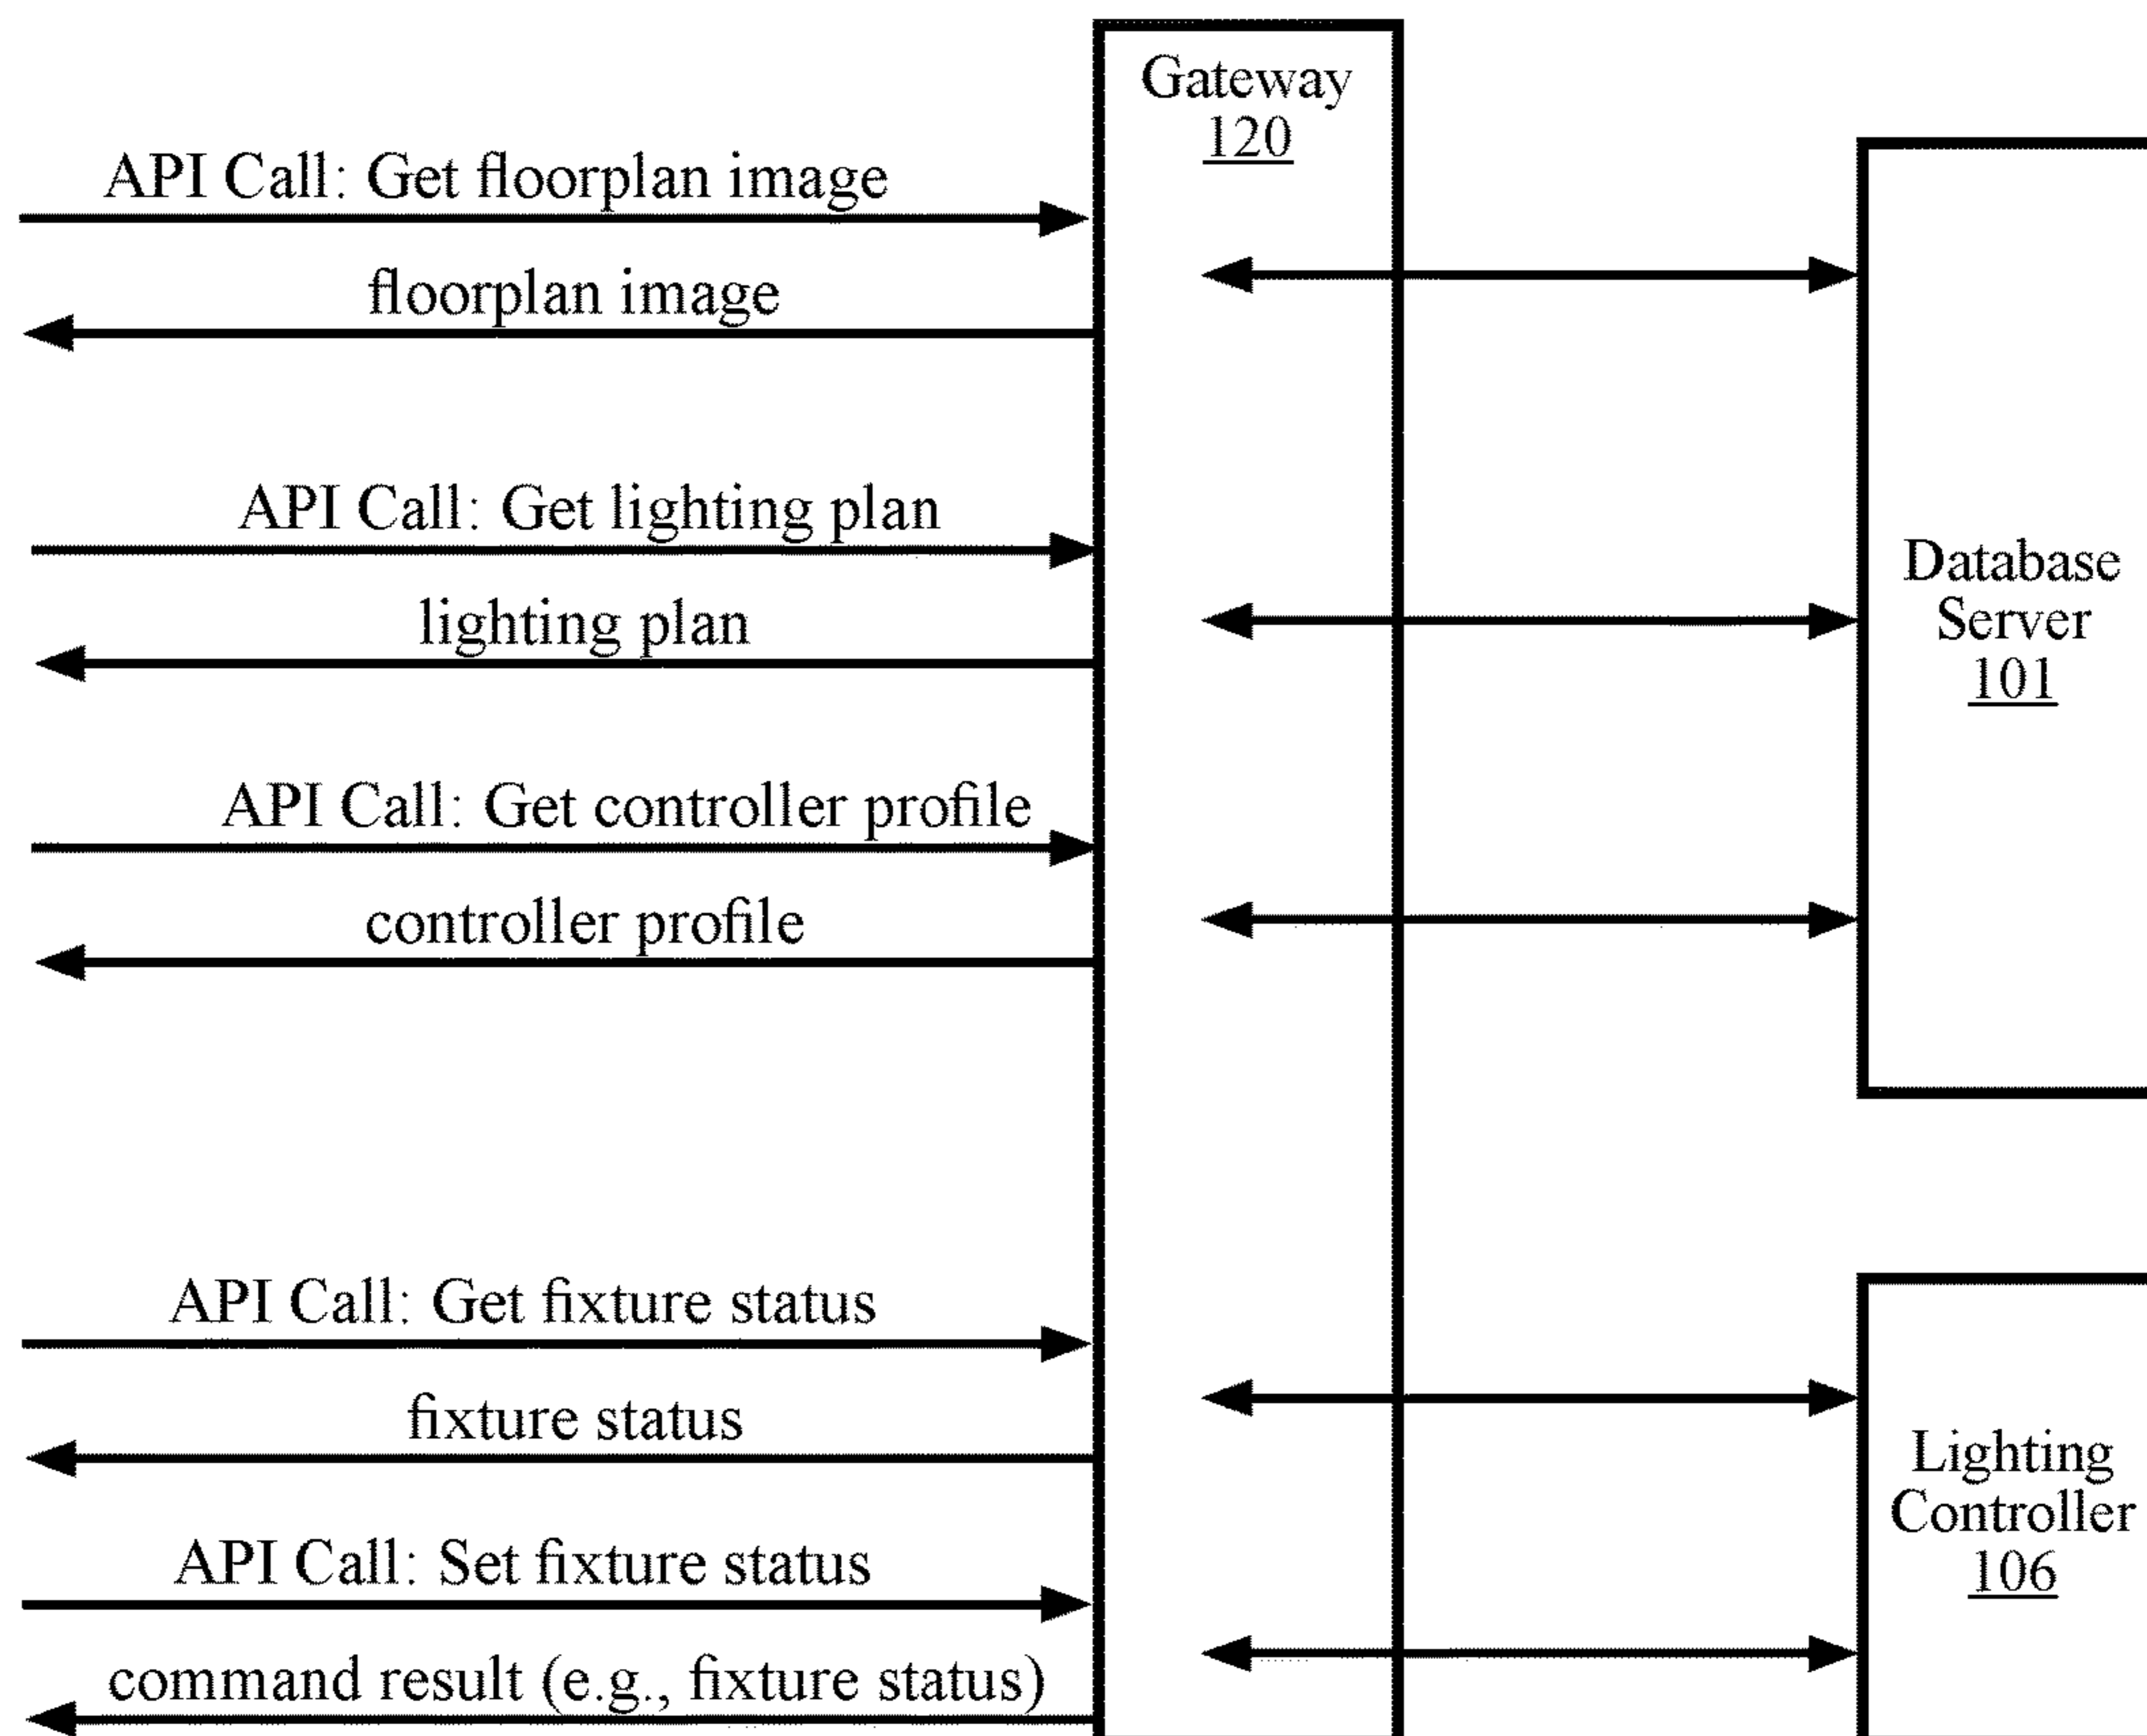 Gateway
120
API Call: Get floorplan image
floorplan image
API Call: Get lighting plan
lighting plan
Database
Server
101
API Call: Get controller profile
controller profile
API Call: Get fixture status
fixture status
Lighting
Controller
106
API Call: Set fixture status
command result (e.g., fixture status)